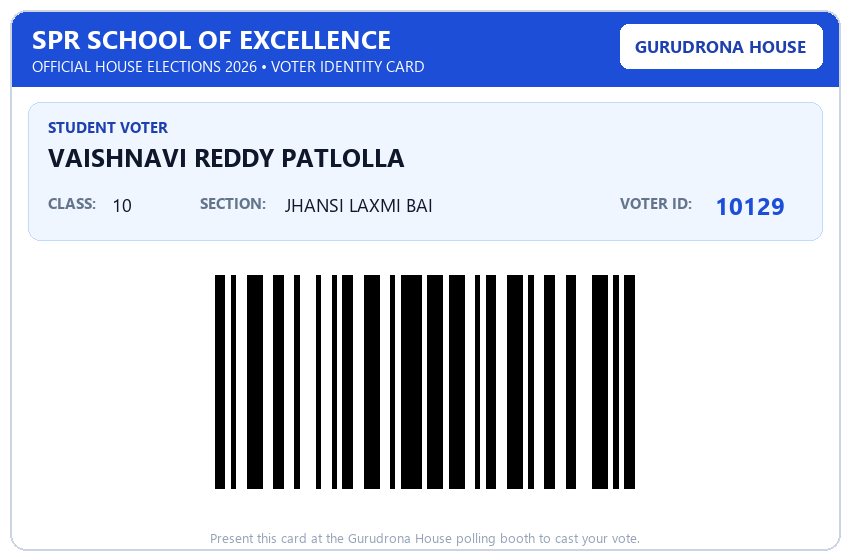 SPR SCHOOL OF EXCELLENCE
OFFICIAL HOUSE ELECTIONS 2026 • VOTER IDENTITY CARD
GURUDRONA HOUSE
STUDENT VOTER
VAISHNAVI REDDY PATLOLLA
CLASS: 10 SECTION: JHANSI LAXMI BAI VOTER ID: 10129
Present this card at the Gurudrona House polling booth to cast your vote.